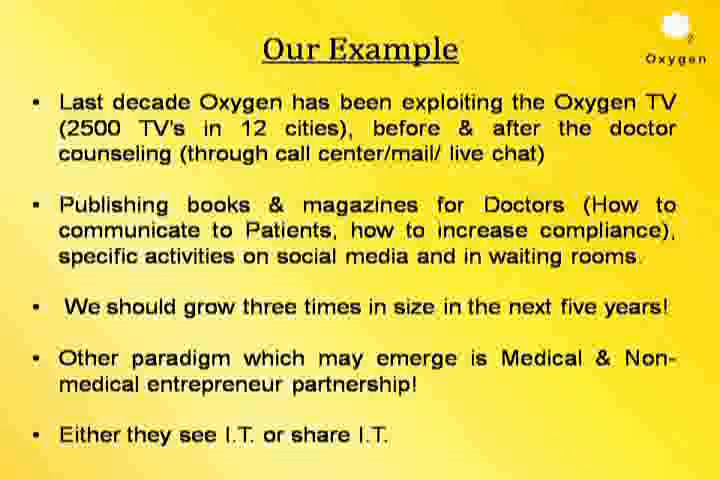 Our Example
2
Oxygen
• Last decade Oxygen has been exploiting the Oxygen TV
(2500 TV's in 12 cities), before & after the doctor
counseling (through call center/mail/ live chat)
• Publishing books & magazines for Doctors (How to
communicate to Patients, how to increase compliance),
specific activities on social media and in waiting rooms.
• We should grow three times in size in the next five years!
• Other paradigm which may emerge is Medical & Non-
medical entrepreneur partnership!
• Either they see I.T. or share I.T.